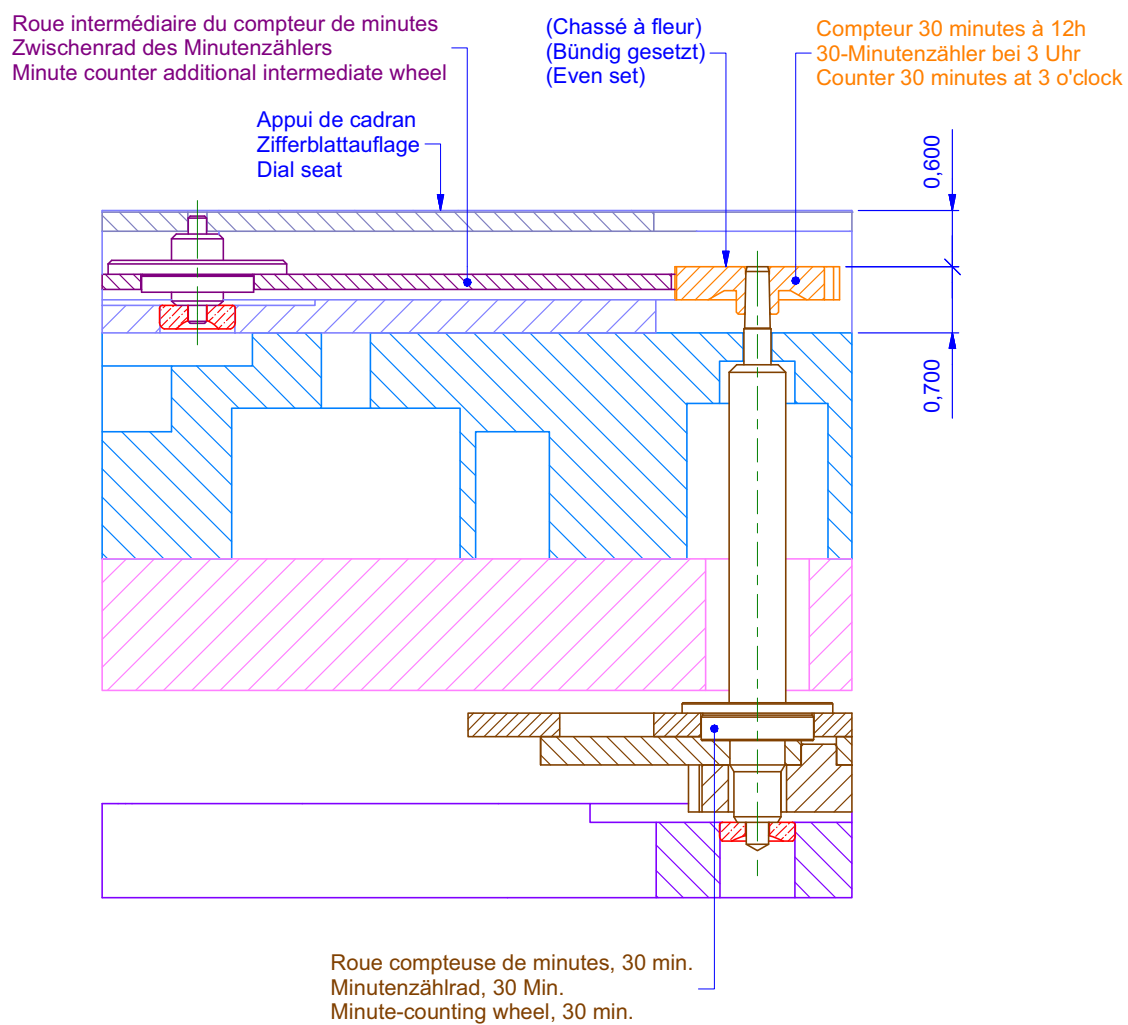 Roue intermédiaire du compteur de minutes
Zwischenrad des Minutenzählers
Minute counter additional intermediate wheel
(Chassé à fleur)
(Bündig gesetzt)
(Even set)
Compteur 30 minutes à 12h
30-Minutenzähler bei 3 Uhr
Counter 30 minutes at 3 o'clock
Appui de cadran
Zifferblattauflage
Dial seat
0,600
0,700
Roue compteuse de minutes, 30 min.
Minutenzählrad, 30 Min.
Minute-counting wheel, 30 min.